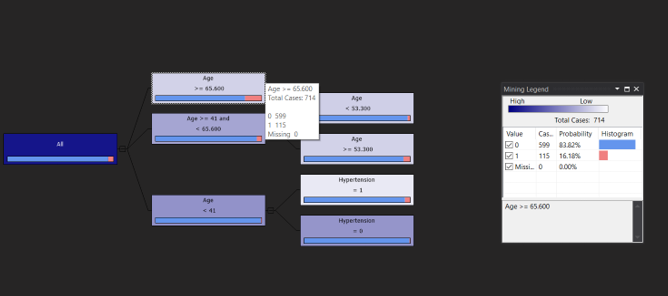 All
Age
>= 65.600
Age >= 41 and
< 65.600
Age
< 41
Age >= 65.600
Total Cases: 714
0 599
1 115
Missing 0
Age
< 53.300
Age
>= 53.300
Hypertension
= 1
Hypertension
= 0
Mining Legend
High Low
Total Cases: 714
Value Cas... Probability Histogram
0 599 83.82%
1 115 16.18%
Missi... 0 0.00%
Age >= 65.600